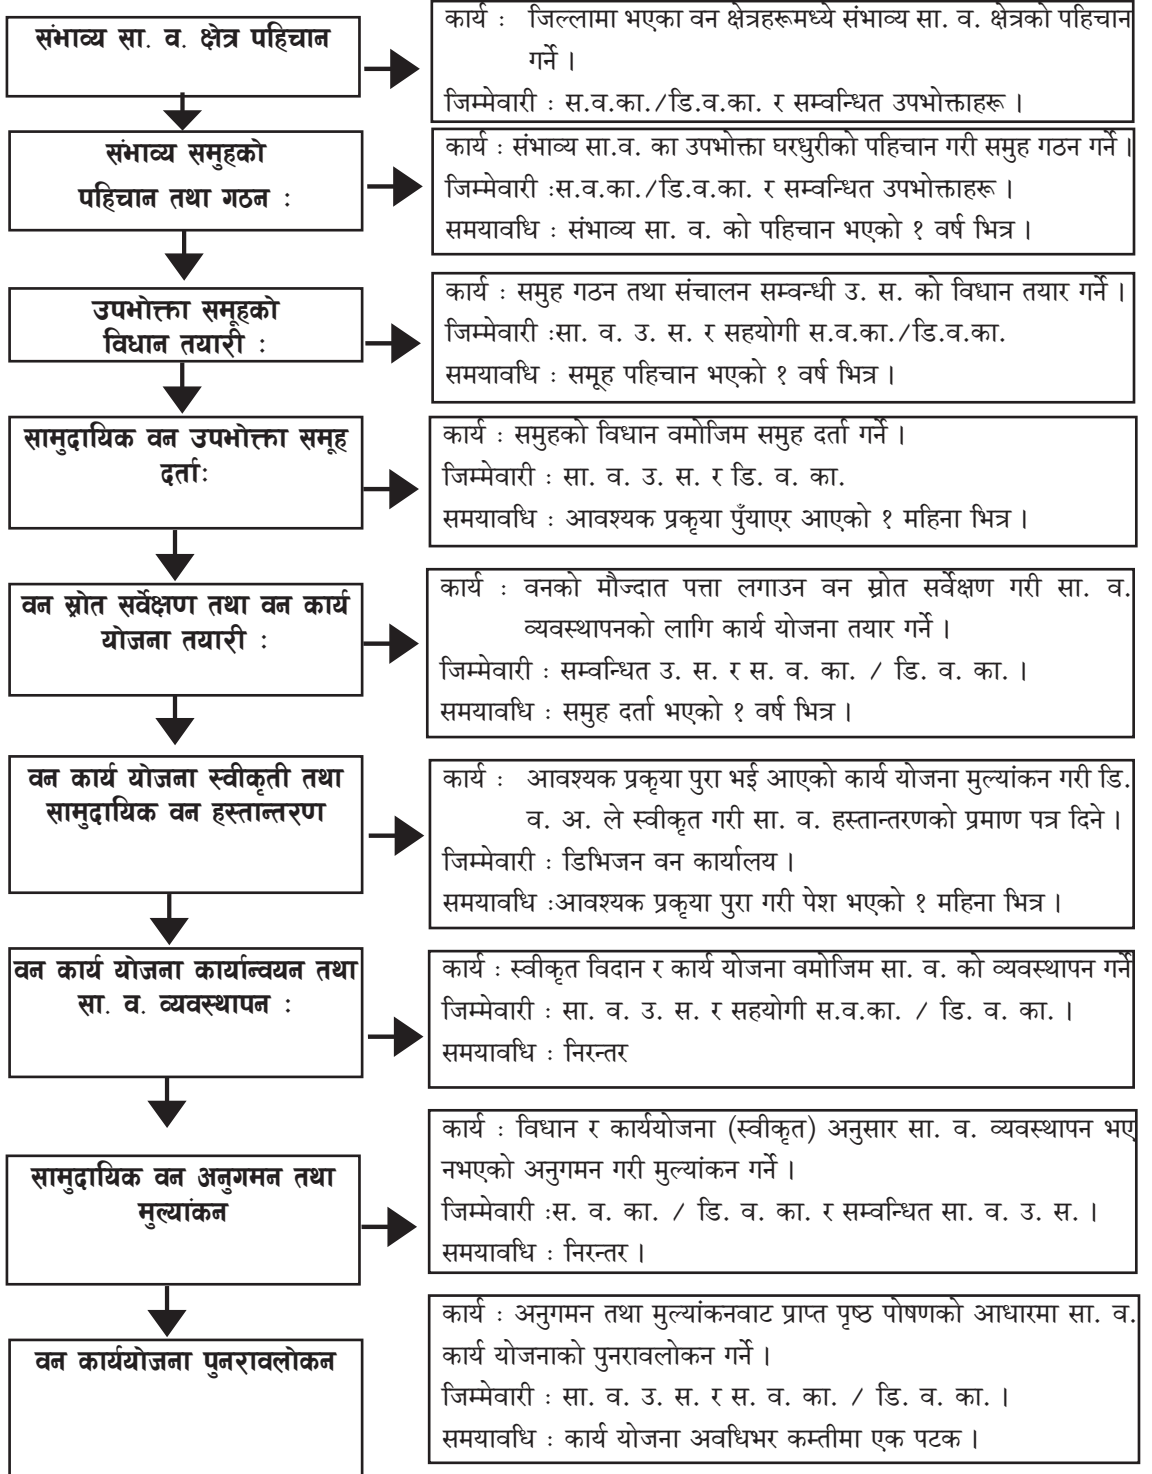 संभाव्य सा. व. क्षेत्र पहिचान
कार्य : जिल्लामा भएका वन क्षेत्रहरूमध्ये संभाव्य सा. व. क्षेत्रको पहिचान
गर्ने ।
जिम्मेवारी : स.व.का./डि.व.का. र सम्वन्धित उपभोक्ताहरू ।
संभाव्य समुहको
पहिचान तथा गठन :
कार्य : संभाव्य सा.व. का उपभोक्ता घरधुरीको पहिचान गरी समुह गठन गर्ने ।
जिम्मेवारी :स.व.का./डि.व.का. र सम्वन्धित उपभोक्ताहरू ।
समयावधि : संभाव्य सा. व. को पहिचान भएको १ वर्ष भित्र ।
उपभोक्ता समूहको
विधान तयारी :
कार्य : समुह गठन तथा संचालन सम्वन्धी उ. स. को विधान तयार गर्ने ।
जिम्मेवारी :सा. व. उ. स. र सहयोगी स.व.का./डि.व.का.
समयावधि : समूह पहिचान भएको १ वर्ष भित्र ।
सामुदायिक वन उपभोक्ता समूह
दर्ताः
कार्य : समुहको विधान वमोजिम समुह दर्ता गर्ने ।
जिम्मेवारी : सा. व. उ. स. र डि. व. का.
समयावधि : आवश्यक प्रकृया पुँयाएर आएको १ महिना भित्र ।
वन स्रोत सर्वेक्षण तथा वन कार्य
योजना तयारी :
कार्य : वनको मौज्दात पत्ता लगाउन वन स्रोत सर्वेक्षण गरी सा. व.
व्यवस्थापनको लागि कार्य योजना तयार गर्ने ।
जिम्मेवारी : सम्वन्धित उ. स. र स. व. का. / डि. व. का. ।
समयावधि : समुह दर्ता भएको १ वर्ष भित्र ।
वन कार्य योजना स्वीकृती तथा
सामुदायिक वन हस्तान्तरण
कार्य : आवश्यक प्रकृया पुरा भई आएको कार्य योजना मुल्यांकन गरी डि.
व. अ. ले स्वीकृत गरी सा. व. हस्तान्तरणको प्रमाण पत्र दिने ।
जिम्मेवारी : डिभिजन वन कार्यालय ।
समयावधि :आवश्यक प्रकृया पुरा गरी पेश भएको १ महिना भित्र ।
वन कार्य योजना कार्यान्वयन तथा
सा. व. व्यवस्थापन :
कार्य : स्वीकृत विदान र कार्य योजना वमोजिम सा. व. को व्यवस्थापन गर्ने
जिम्मेवारी : सा. व. उ. स. र सहयोगी स.व.का. / डि. व. का. ।
समयावधि : निरन्तर
सामुदायिक वन अनुगमन तथा
मुल्यांकन
कार्य : विधान र कार्ययोजना (स्वीकृत) अनुसार सा. व. व्यवस्थापन भए
नभएको अनुगमन गरी मुल्यांकन गर्ने ।
जिम्मेवारी :स. व. का. / डि. व. का. र सम्वन्धित सा. व. उ. स. ।
समयावधि : निरन्तर ।
वन कार्ययोजना पुनरावलोकन
कार्य : अनुगमन तथा मुल्यांकनवाट प्राप्त पृष्ठ पोषणको आधारमा सा. व.
कार्य योजनाको पुनरावलोकन गर्ने ।
जिम्मेवारी : सा. व. उ. स. र स. व. का. / डि. व. का. ।
समयावधि : कार्य योजना अवधिभर कम्तीमा एक पटक ।